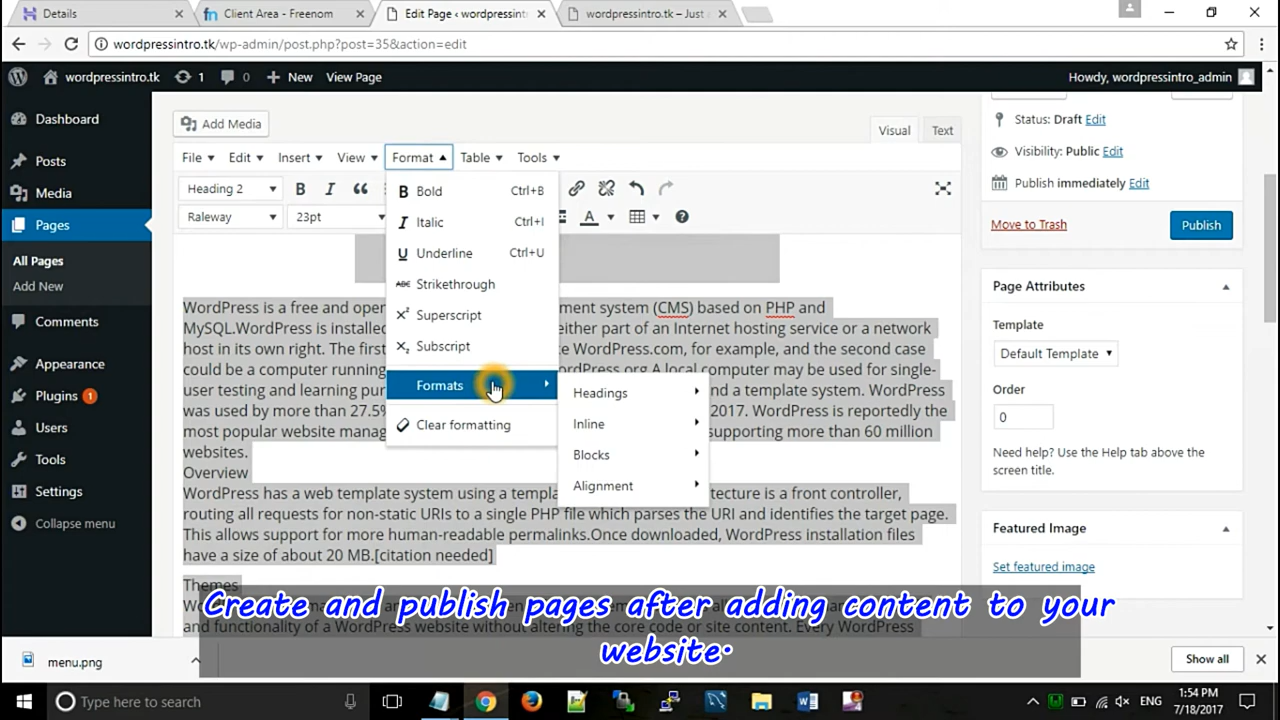 Details
Client Area - Freenom
Edit Page ‹ wordpressint
wordpressintro.tk – Just
wordpressintro.tk/wp-admin/post.php?post=35&action=edit
wordpressintro.tk
1
0
New
View Page
Howdy, wordpressintro_admin
Dashboard
Posts
Media
Pages
All Pages
Add New
Comments
Appearance
Plugins 1
Users
Tools
Settings
Collapse menu
Add Media
Visual
Text
File
Edit
Insert
View
Format
Table
Tools
Heading 2
B
I
Raleway
23pt
A
Bold Ctrl+B
Italic Ctrl+I
Underline Ctrl+U
Strikethrough
Superscript
Subscript
Formats
Clear formatting
Headings
Inline
Blocks
Alignment
WordPress is a free and open ment system (CMS) based on PHP and
MySQL.WordPress is installed either part of an Internet hosting service or a network
host in its own right. The first WordPress.com, for example, and the second case
could be a computer running A local computer may be used for single-
user testing and learning and a template system. WordPress
was used by more than 27.5% 2017. WordPress is reportedly the
most popular website supporting more than 60 million
websites.
Overview
WordPress has a web template system using a is a front controller,
routing all requests for non-static URIs to a single PHP file which parses the URI and identifies the target page.
This allows support for more human-readable permalinks.Once downloaded, WordPress installation files
have a size of about 20 MB.[citation needed]
Themes
and functionality of a WordPress website without altering the core code or site content. Every WordPress
Status: Draft Edit
Visibility: Public Edit
Publish immediately Edit
Move to Trash
Publish
Page Attributes
Template
Default Template
Order
0
Need help? Use the Help tab above the
screen title.
Featured Image
Set featured image
Create and publish pages after adding content to your
website.
menu.png
Show all
Type here to search
ENG
1:54 PM
7/18/2017